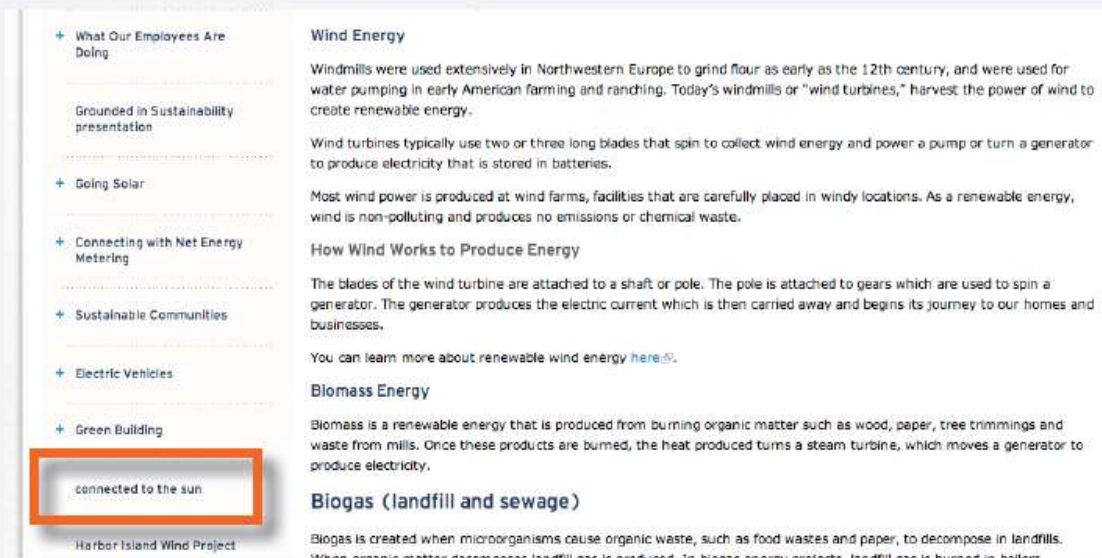 + What Our Employees Are
Doing
Grounded in Sustainability
presentation
+ Going Solar
+ Connecting with Net Energy
Metering
+ Sustainable Communities
+ Electric Vehicles
+ Green Building
connected to the sun
Harbor Island Wind Project
Wind Energy
Windmills were used extensively in Northwestern Europe to grind flour as early as the 12th century, and were used for
water pumping in early American farming and ranching. Today's windmills or "wind turbines," harvest the power of wind to
create renewable energy.
Wind turbines typically use two or three long blades that spin to collect wind energy and power a pump or turn a generator
to produce electricity that is stored in batteries.
Most wind power is produced at wind farms, facilities that are carefully placed in windy locations. As a renewable energy,
wind is non-polluting and produces no emissions or chemical waste.
How Wind Works to Produce Energy
The blades of the wind turbine are attached to a shaft or pole. The pole is attached to gears which are used to spin a
generator. The generator produces the electric current which is then carried away and begins its journey to our homes and
businesses.
You can learn more about renewable wind energy here.
Biomass Energy
Biomass is a renewable energy that is produced from burning organic matter such as wood, paper, tree trimmings and
waste from mills. Once these products are burned, the heat produced turns a steam turbine, which moves a generator to
produce electricity.
Biogas (landfill and sewage)
Biogas is created when microorganisms cause organic waste, such as food wastes and paper, to decompose in landfills.